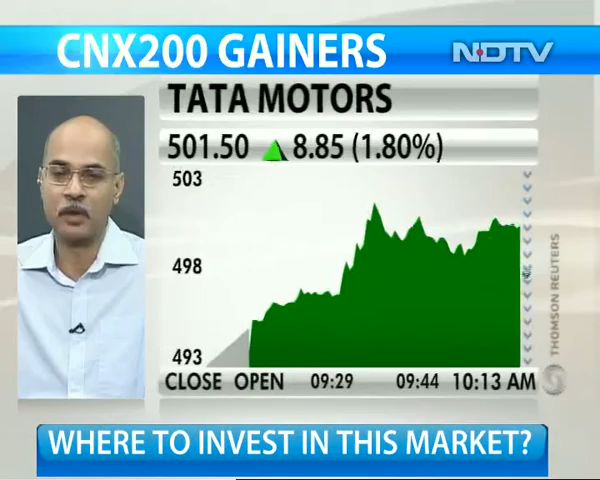 CNX200 GAINERS
NDTV
TATA MOTORS
501.50 8.85 (1.80%)
503
498
493
CLOSE OPEN 09:29 09:44 10:13 AM
THOMSON REUTERS
WHERE TO INVEST IN THIS MARKET?